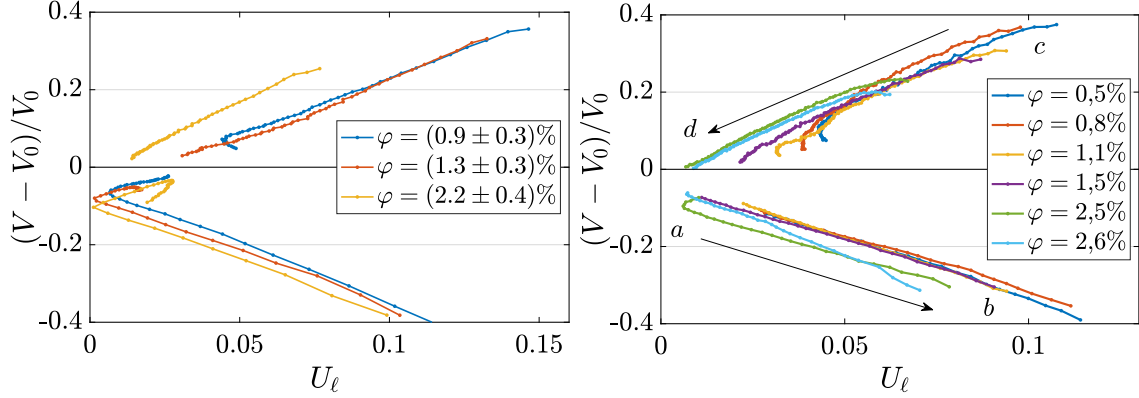 0.4
0.2
0
-0.2
-0.4
(V − V₀)/V₀
0 0.05 0.1 0.15
U_ℓ
φ = (0.9 ± 0.3)%
φ = (1.3 ± 0.3)%
φ = (2.2 ± 0.4)%
0.4
0.2
0
-0.2
-0.4
(V − V₀)/V₀
0.05 0.1
U_ℓ
c
d
a
b
φ = 0,5%
φ = 0,8%
φ = 1,1%
φ = 1,5%
φ = 2,5%
φ = 2,6%